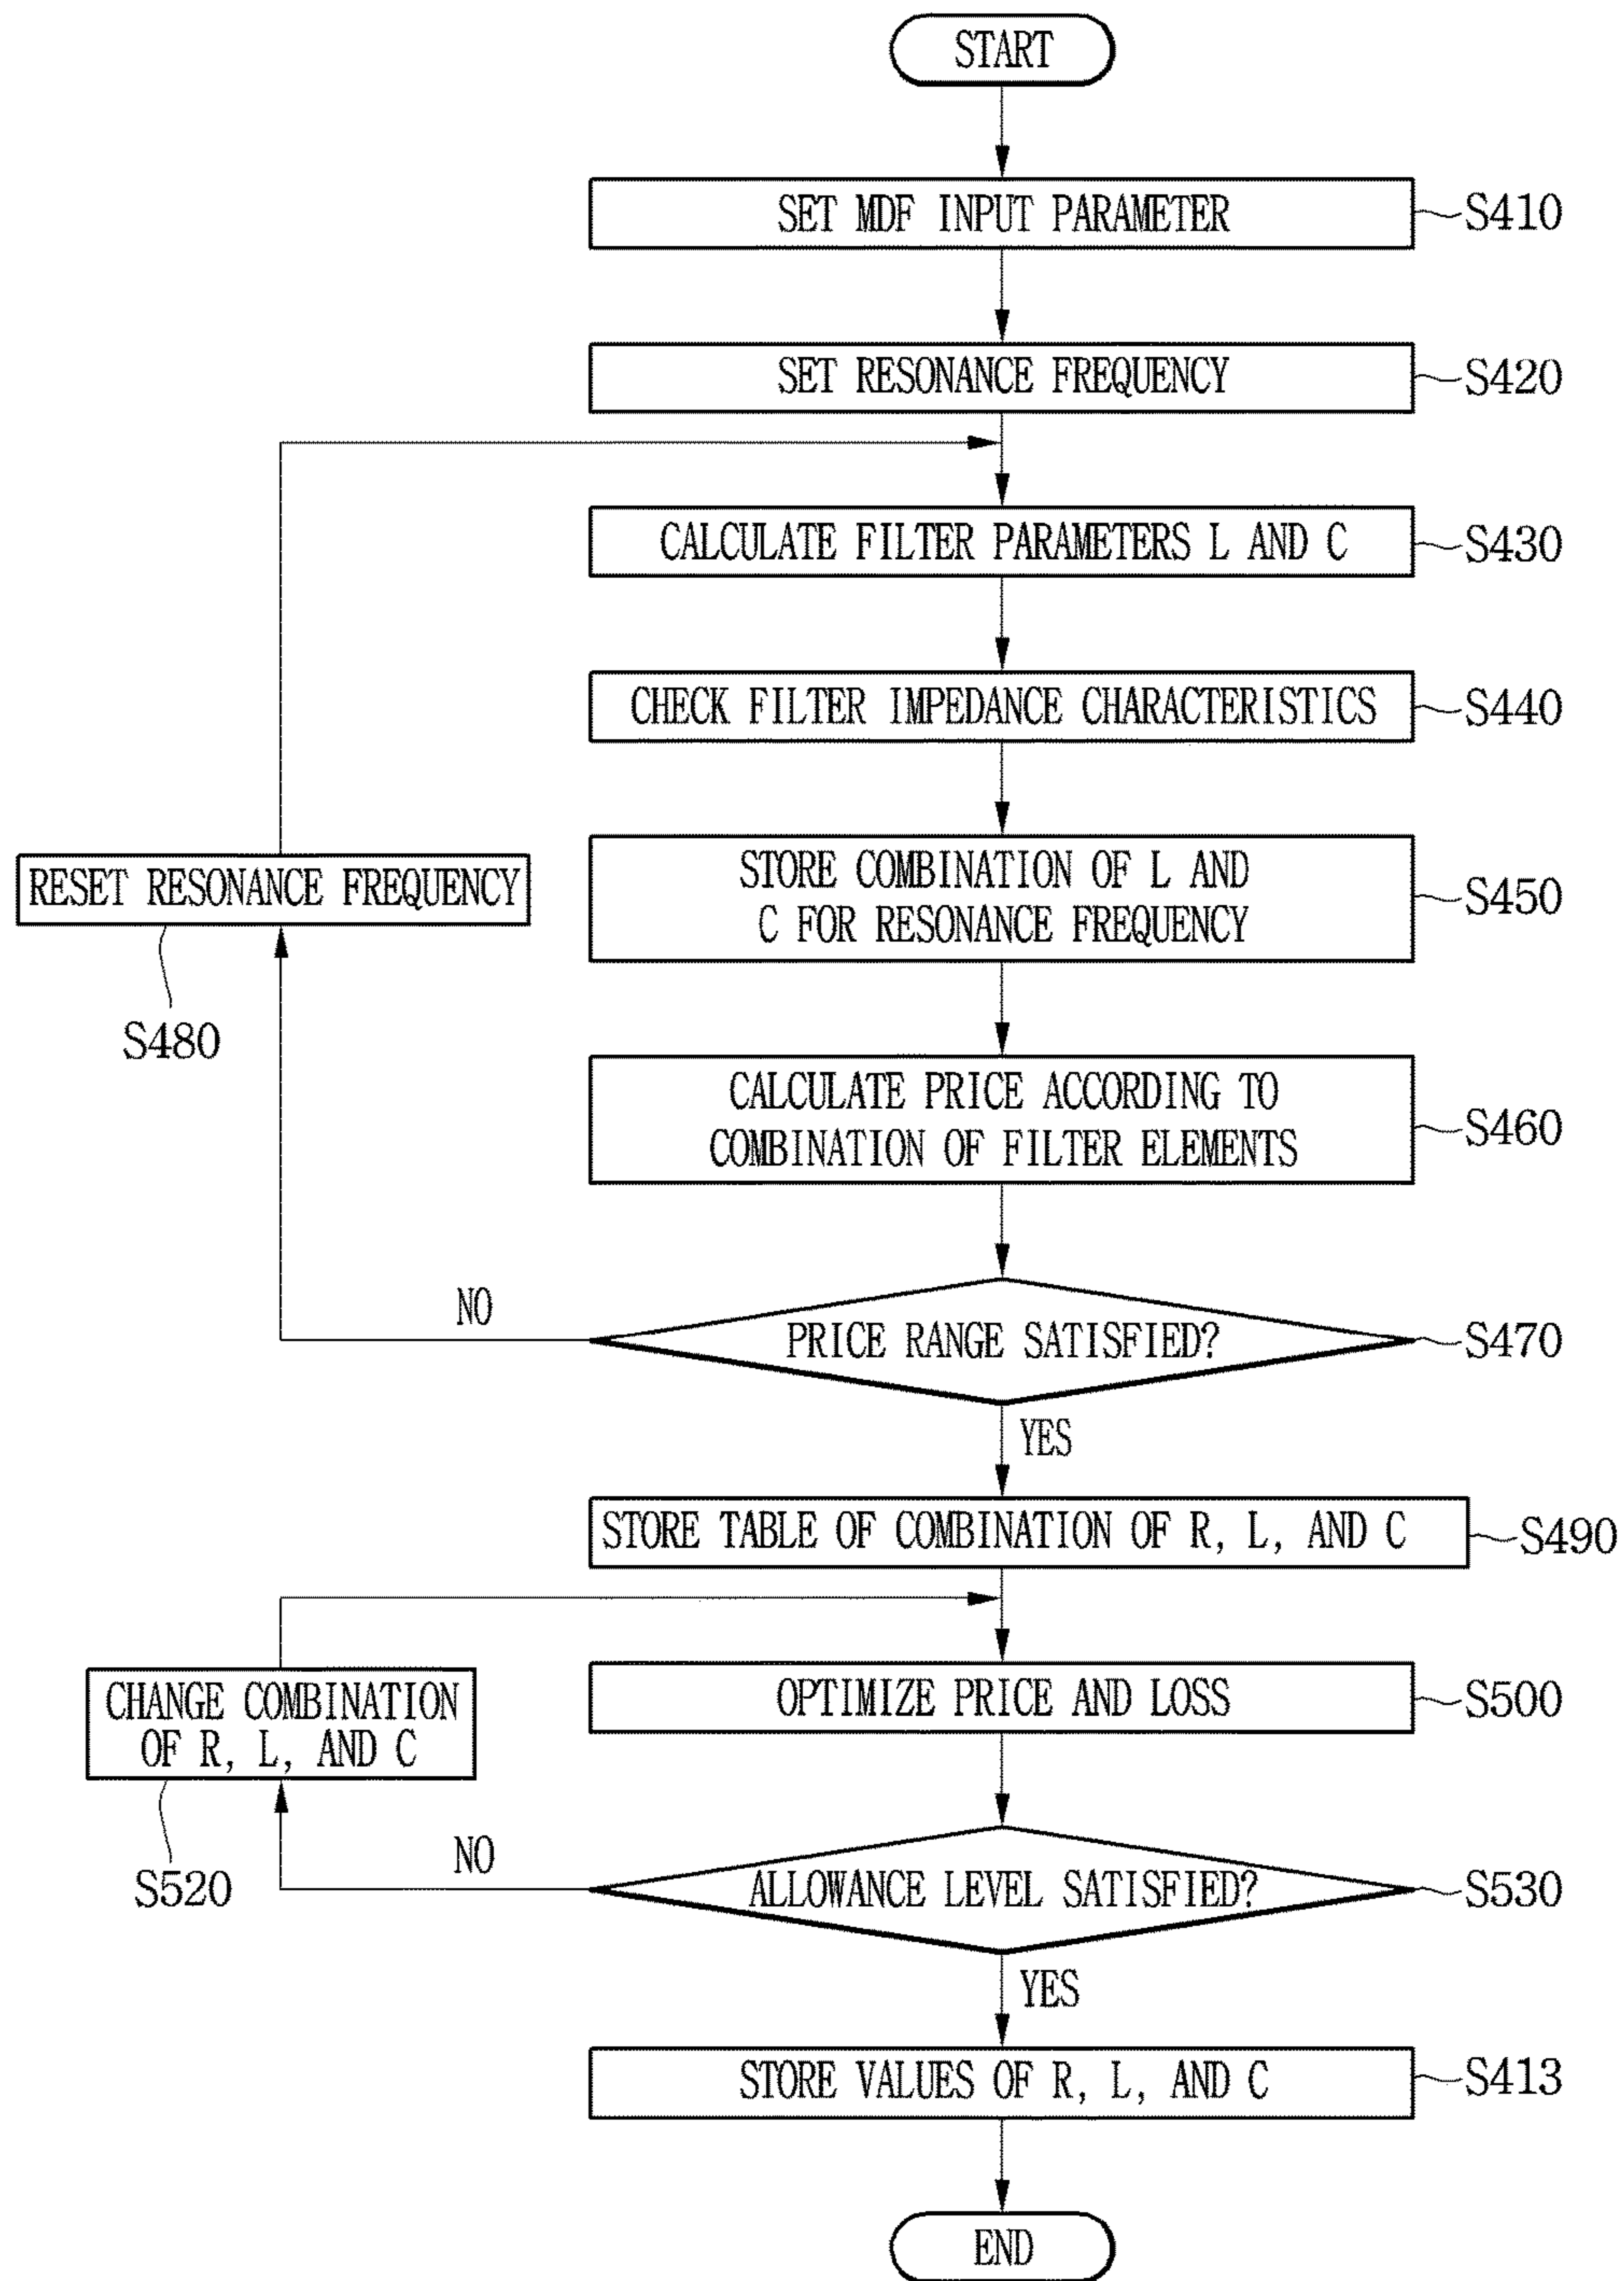 START
SET MDF INPUT PARAMETER
S410
SET RESONANCE FREQUENCY
S420
CALCULATE FILTER PARAMETERS L AND C
S430
CHECK FILTER IMPEDANCE CHARACTERISTICS
S440
STORE COMBINATION OF L AND
C FOR RESONANCE FREQUENCY
S450
RESET RESONANCE FREQUENCY
S480
CALCULATE PRICE ACCORDING TO
COMBINATION OF FILTER ELEMENTS
S460
NO
PRICE RANGE SATISFIED?
S470
YES
STORE TABLE OF COMBINATION OF R, L, AND C
S490
CHANGE COMBINATION
OF R, L, AND C
S520
OPTIMIZE PRICE AND LOSS
S500
NO
ALLOWANCE LEVEL SATISFIED?
S530
YES
STORE VALUES OF R, L, AND C
S413
END